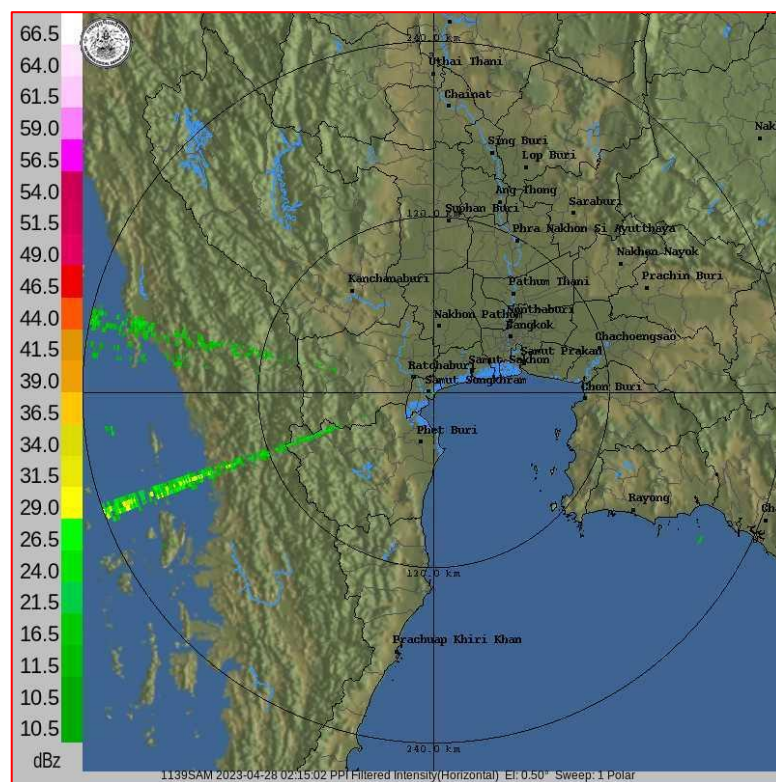 66.5
64.0
61.5
59.0
56.5
54.0
51.5
49.0
46.5
44.0
41.5
39.0
36.5
34.0
31.5
29.0
26.5
24.0
21.5
16.5
11.5
10.5
dBz
240.0 km
Uthai Thani
Chainat
Nak
Sing Buri
Lop Buri
Ang Thong
Suphan Buri
Saraburi
120.0 km
Phra Nakhon Si Ayutthaya
Nakhon Nayok
Kanchanaburi
Pathum Thani
Prachin Buri
Nonthaburi
Nakhon Pathom
Bangkok
Chachoengsao
Samut Prakan
Samut Sakhon
Ratchaburi
Samut Songkhram
Chon Buri
Phet Buri
Rayong
Cha
120.0 km
Prachuap Khiri Khan
240.0 km
1139SAM 2023-04-28 02:15:02 PPI Filtered Intensity(Horizontal) El: 0.50° Sweep: 1 Polar